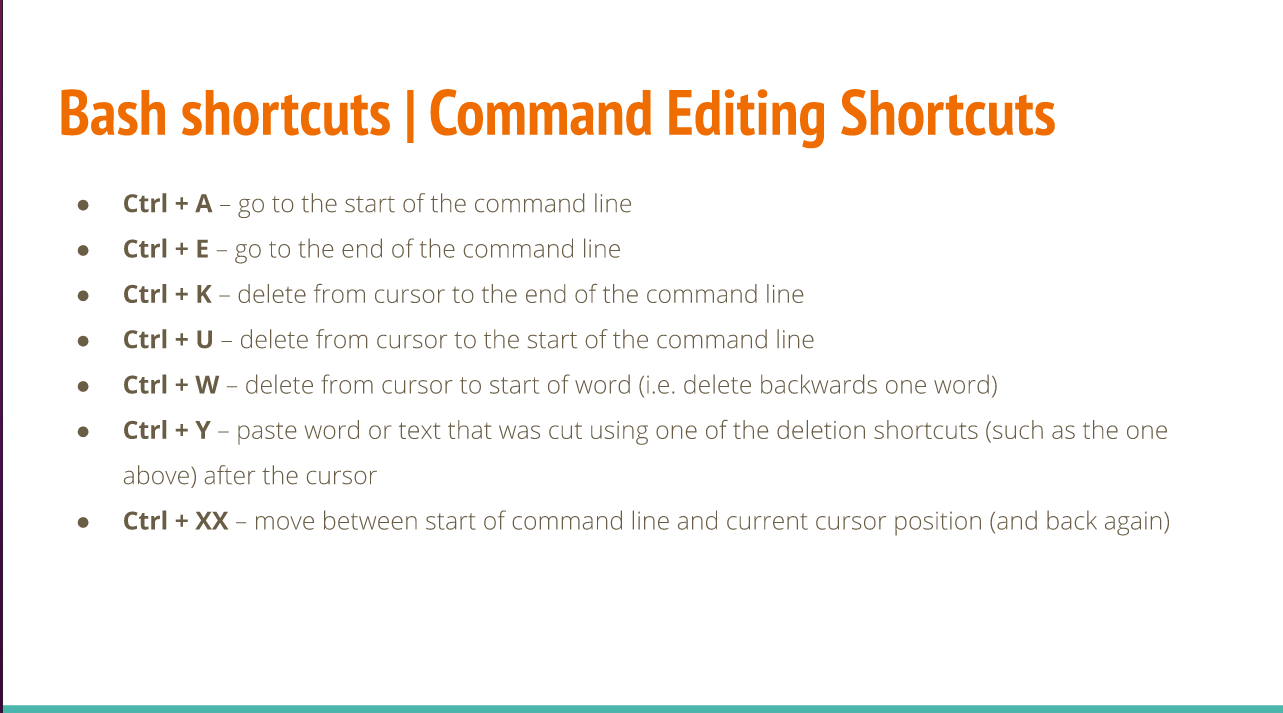 Bash shortcuts | Command Editing Shortcuts
● Ctrl + A – go to the start of the command line
● Ctrl + E – go to the end of the command line
● Ctrl + K – delete from cursor to the end of the command line
● Ctrl + U – delete from cursor to the start of the command line
● Ctrl + W – delete from cursor to start of word (i.e. delete backwards one word)
● Ctrl + Y – paste word or text that was cut using one of the deletion shortcuts (such as the one
above) after the cursor
● Ctrl + XX – move between start of command line and current cursor position (and back again)